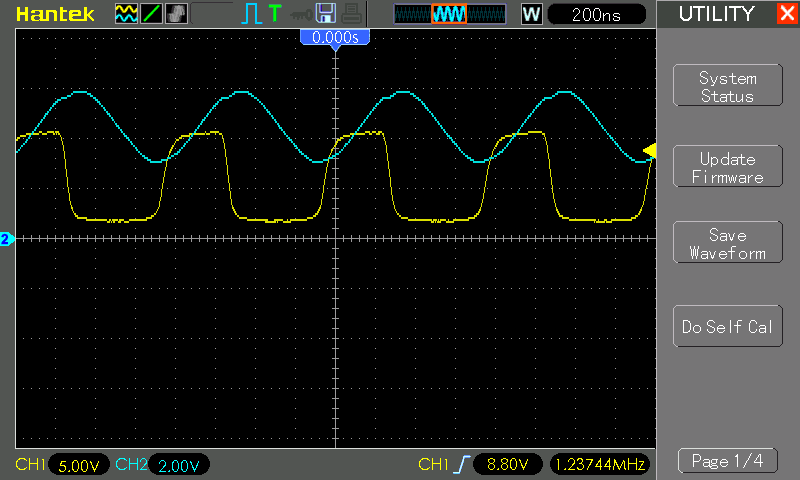 Hantek
T
W
200ns
UTILITY
X
0.000s
System
Status
Update
Firmware
Save
Waveform
2
Do Self Cal
CH1 5.00V CH2 2.00V CH1 8.80V 1.23744MHz
Page 1/4